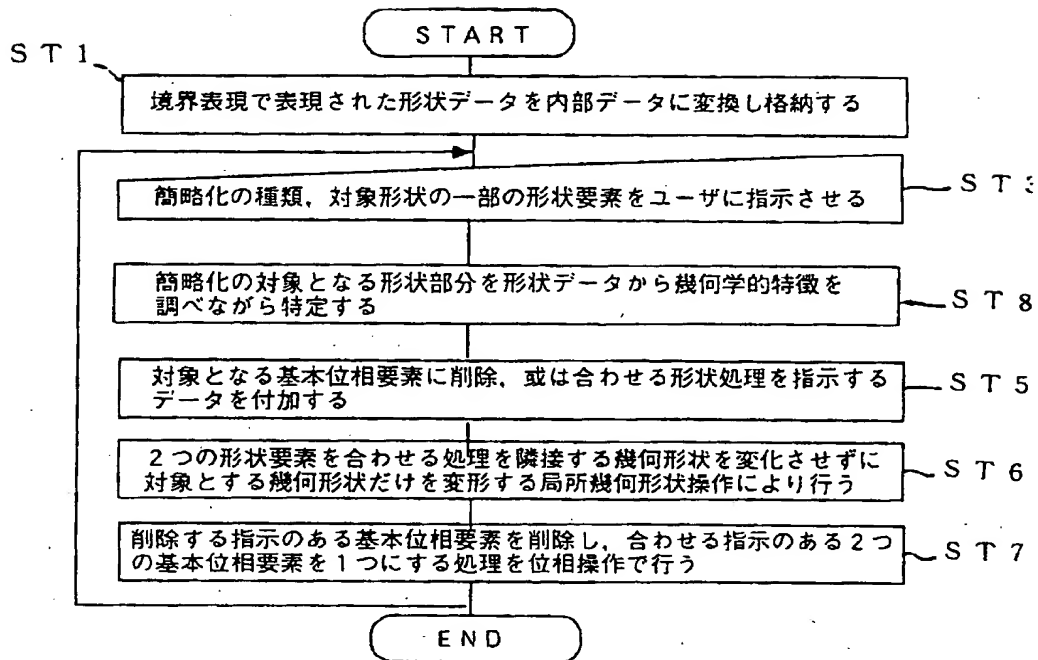 START
ST1
境界表現で表現された形状データを内部データに変換し格納する
簡略化の種類，対象形状の一部の形状要素をユーザに指示させる
ST3
簡略化の対象となる形状部分を形状データから幾何学的特徴を
調べながら特定する
ST8
対象となる基本位相要素に削除，或は合わせる形状処理を指示する
データを付加する
ST5
2つの形状要素を合わせる処理を隣接する幾何形状を変化させずに
対象とする幾何形状だけを変形する局所幾何形状操作により行う
ST6
削除する指示のある基本位相要素を削除し，合わせる指示のある2つ
の基本位相要素を1つにする処理を位相操作で行う
ST7
END